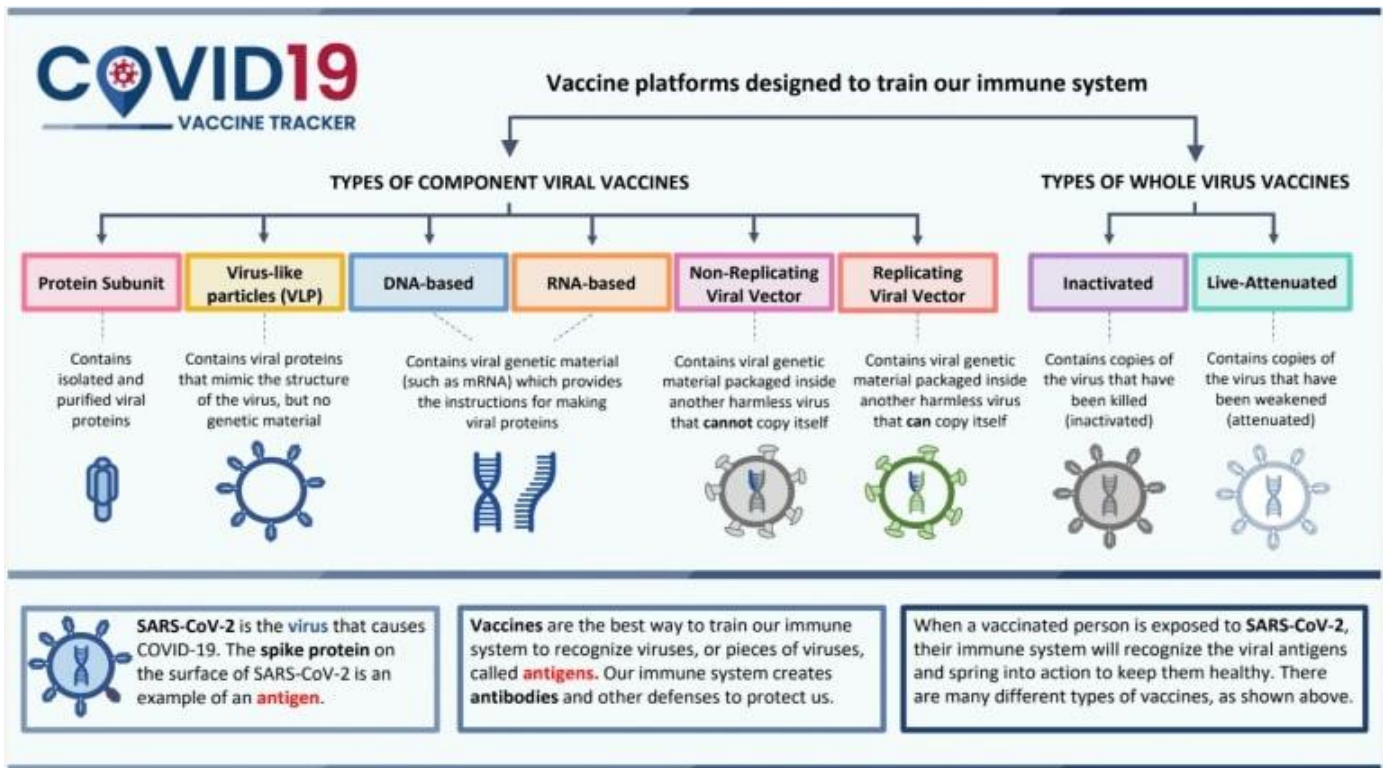 COVID19
VACCINE TRACKER
Vaccine platforms designed to train our immune system
TYPES OF COMPONENT VIRAL VACCINES
TYPES OF WHOLE VIRUS VACCINES
Protein Subunit
Contains
isolated and
purified viral
proteins
Virus-like
particles (VLP)
Contains viral proteins
that mimic the structure
of the virus, but no
genetic material
DNA-based
RNA-based
Contains viral genetic material
(such as mRNA) which provides
the instructions for making
viral proteins
Non-Replicating
Viral Vector
Contains viral genetic
material packaged inside
another harmless virus
that cannot copy itself
Replicating
Viral Vector
Contains viral genetic
material packaged inside
another harmless virus
that can copy itself
Inactivated
Contains copies of
the virus that have
been killed
(inactivated)
Live-Attenuated
Contains copies of
the virus that have
been weakened
(attenuated)
SARS-CoV-2 is the virus that causes
COVID-19. The spike protein on
the surface of SARS-CoV-2 is an
example of an antigen.
Vaccines are the best way to train our immune
system to recognize viruses, or pieces of viruses,
called antigens. Our immune system creates
antibodies and other defenses to protect us.
When a vaccinated person is exposed to SARS-CoV-2,
their immune system will recognize the viral antigens
and spring into action to keep them healthy. There
are many different types of vaccines, as shown above.